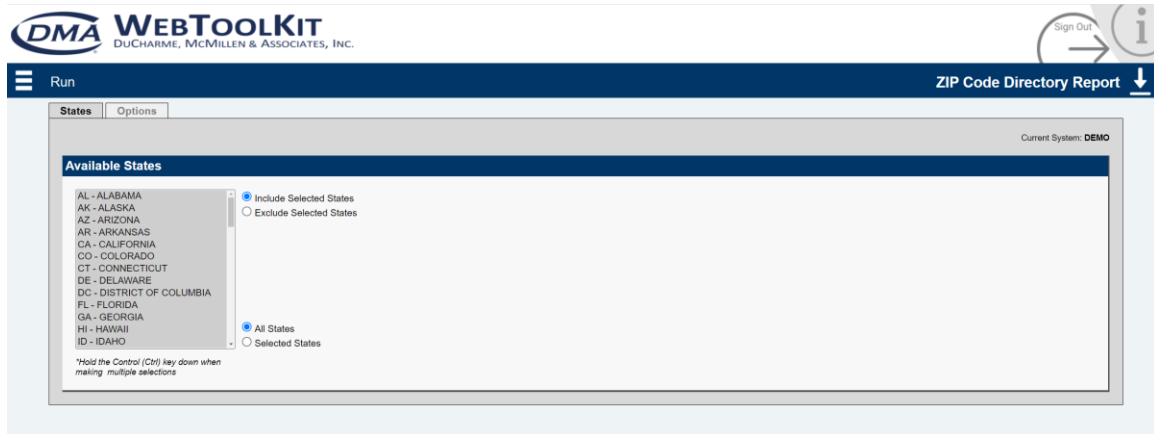 DMA WEBTOOLKIT
DUCHARME, MCMILLEN & ASSOCIATES, INC.
Sign Out
i
Run
ZIP Code Directory Report
States
Options
Current System: DEMO
Available States
AL - ALABAMA
AK - ALASKA
AZ - ARIZONA
AR - ARKANSAS
CA - CALIFORNIA
CO - COLORADO
CT - CONNECTICUT
DE - DELAWARE
DC - DISTRICT OF COLUMBIA
FL - FLORIDA
GA - GEORGIA
HI - HAWAII
ID - IDAHO
Include Selected States
Exclude Selected States
All States
Selected States
*Hold the Control (Ctrl) key down when
making multiple selections